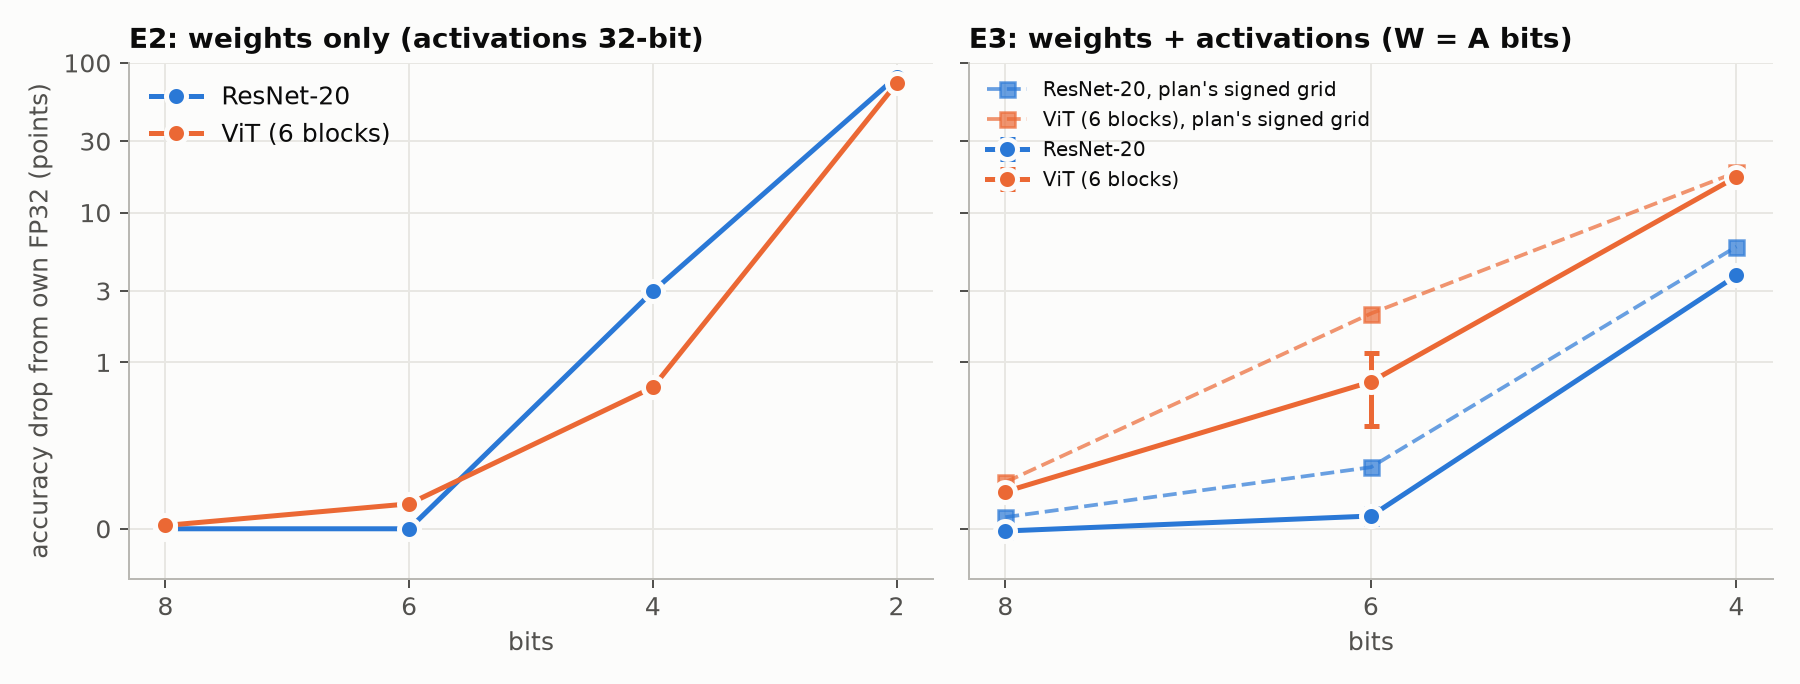 E2: weights only (activations 32-bit)
accuracy drop from own FP32 (points)
100
30
10
3
1
0
ResNet-20
ViT (6 blocks)
8 6 4 2
bits
E3: weights + activations (W = A bits)
ResNet-20, plan's signed grid
ViT (6 blocks), plan's signed grid
ResNet-20
ViT (6 blocks)
8 6 4
bits